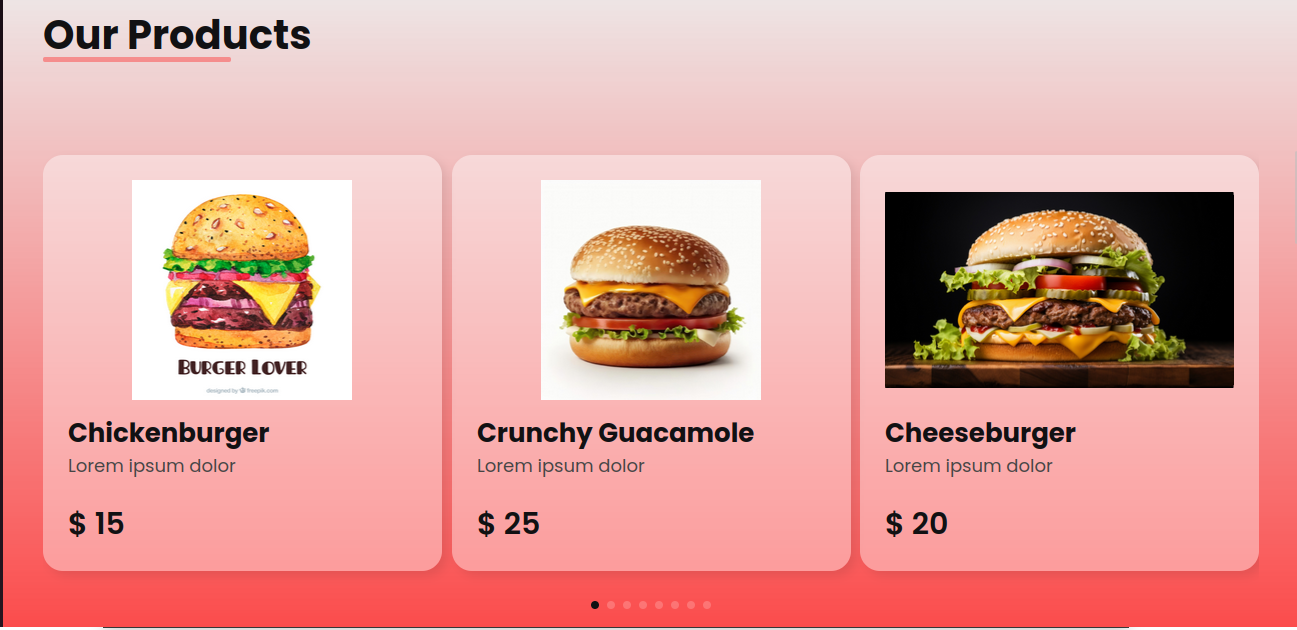 Our Products
BURGER LOVER
designed by freepik.com
Chickenburger
Lorem ipsum dolor
$ 15
Crunchy Guacamole
Lorem ipsum dolor
$ 25
Cheeseburger
Lorem ipsum dolor
$ 20